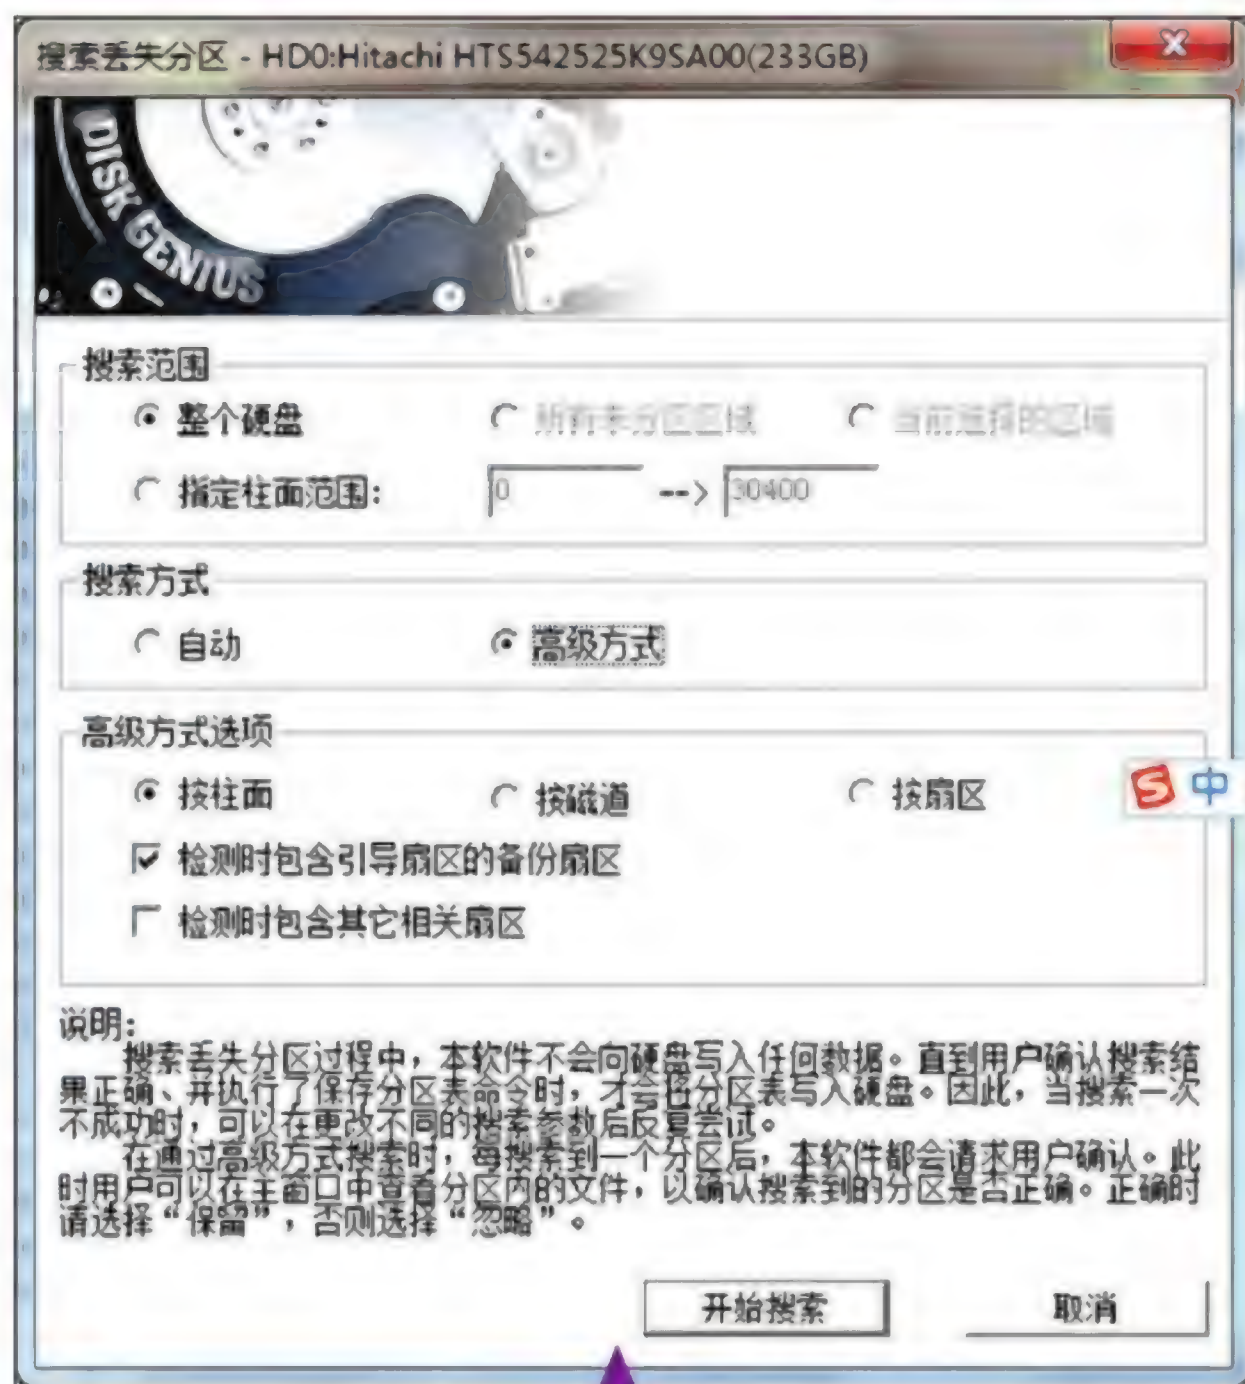 搜索丢失分区 - HD0:Hitachi HTS542525K9SA00(233GB)
DISK GENIUS
搜索范围
整个硬盘 所有未分区区域 当前选择的区域
指定柱面范围: 0 --> 30400
搜索方式
自动 高级方式
高级方式选项
按柱面 按磁道 按扇区
S 中
检测时包含引导扇区的备份扇区
检测时包含其它相关扇区
说明:
搜索丢失分区过程中，本软件不会向硬盘写入任何数据。直到用户确认搜索结
果正确、并执行了保存分区表命令时，才会将分区表写入硬盘。因此，当搜索一次
不成功时，可以在更改不同的搜索参数后反复尝试。
在通过高级方式搜索时，每搜索到一个分区后，本软件都会请求用户确认。此
时用户可以在主窗口中查看分区内的文件，以确认搜索到的分区是否正确。正确时
请选择“保留”，否则选择“忽略”。
开始搜索 取消